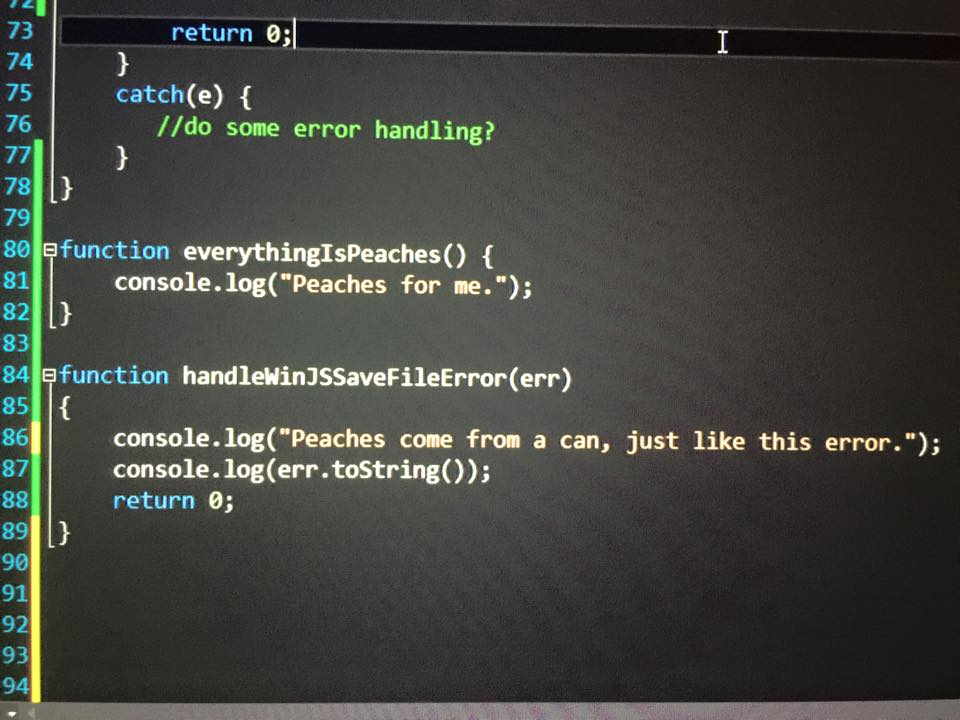 72
73 return 0;
74 }
75 catch(e) {
76 //do some error handling?
77 }
78 }
79
80 function everythingIsPeaches() {
81 console.log("Peaches for me.");
82 }
83
84 function handleWinJSSaveFileError(err)
85 {
86 console.log("Peaches come from a can, just like this error.");
87 console.log(err.toString());
88 return 0;
89 }
90
91
92
93
94